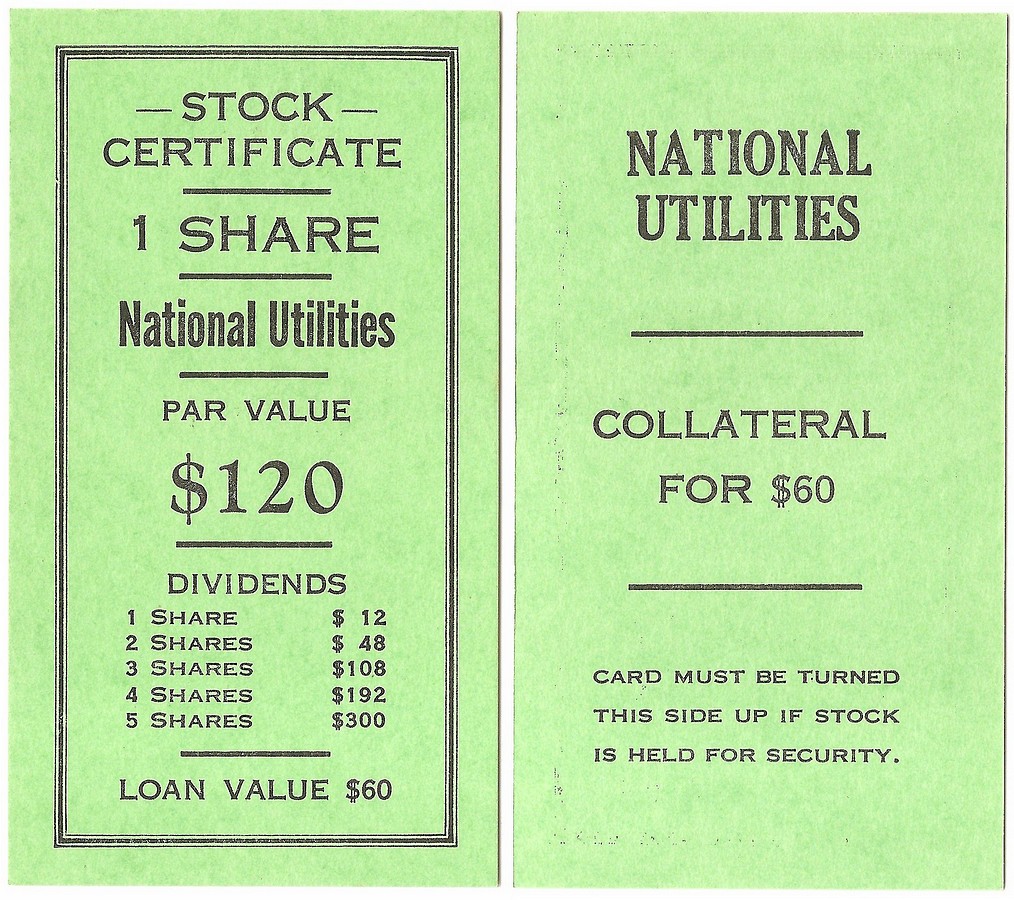 — STOCK —
CERTIFICATE
1 SHARE
National Utilities
PAR VALUE
$120
DIVIDENDS
1 SHARE $ 12
2 SHARES $ 48
3 SHARES $108
4 SHARES $192
5 SHARES $300
LOAN VALUE $60
NATIONAL
UTILITIES
COLLATERAL
FOR $60
CARD MUST BE TURNED
THIS SIDE UP IF STOCK
IS HELD FOR SECURITY.